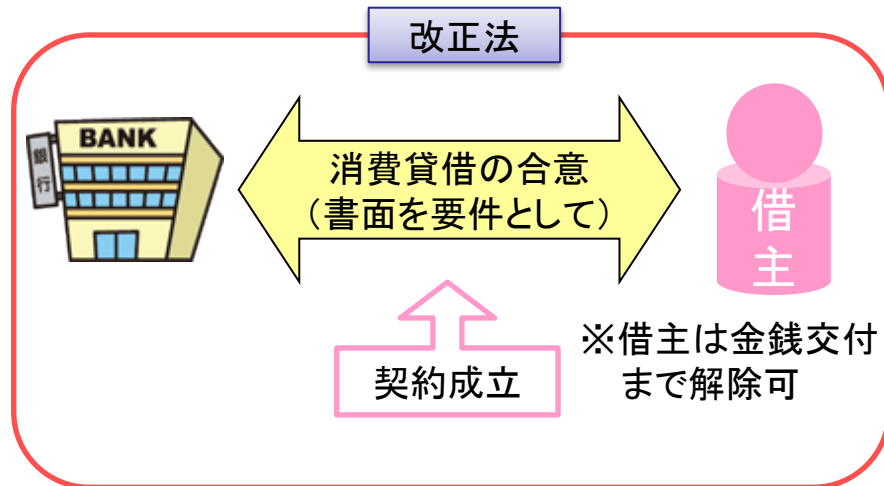 改正法
BANK
銀行
消費貸借の合意
（書面を要件として）
借主
契約成立
※借主は金銭交付
まで解除可